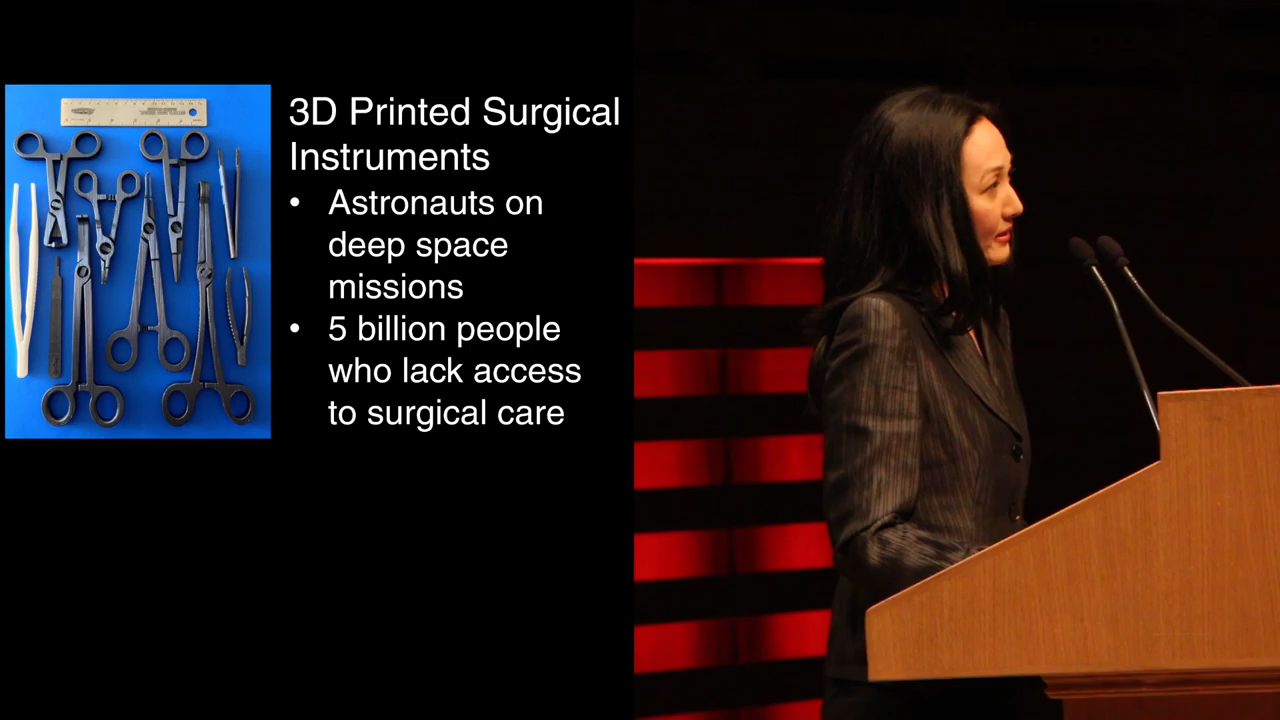 3D Printed Surgical
Instruments
• Astronauts on
deep space
missions
• 5 billion people
who lack access
to surgical care